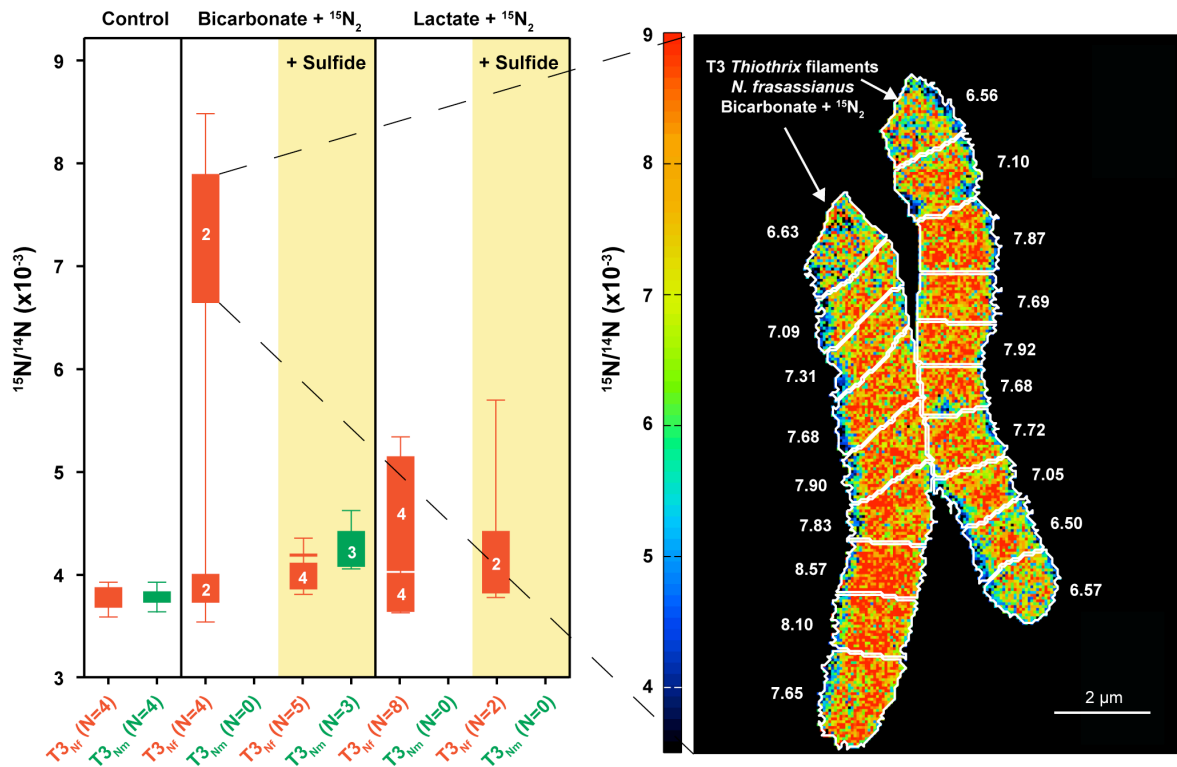 Control
Bicarbonate + ¹⁵N₂
Lactate + ¹⁵N₂
+ Sulfide
+ Sulfide
¹⁵N/¹⁴N (x10⁻³)
9
8
7
6
5
4
3
2
2
4
3
4
4
2
T3Nf (N=4)
T3Nm (N=4)
T3Nf (N=4)
T3Nm (N=0)
T3Nf (N=5)
T3Nm (N=3)
T3Nf (N=8)
T3Nm (N=0)
T3Nf (N=2)
T3Nm (N=0)
¹⁵N/¹⁴N (x10⁻³)
9
8
7
6
5
4
T3 Thiothrix filaments
N. frasassianus
Bicarbonate + ¹⁵N₂
6.63
7.09
7.31
7.68
7.90
7.83
8.57
8.10
7.65
6.56
7.10
7.87
7.69
7.92
7.68
7.72
7.05
6.50
6.57
2 µm